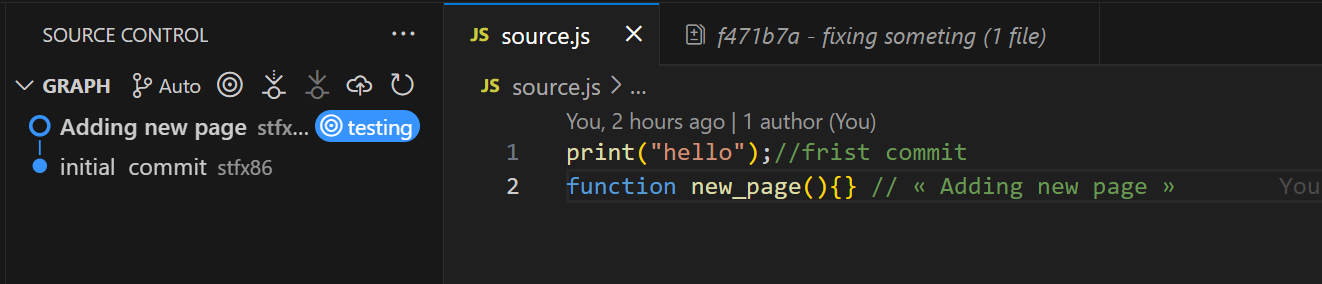 SOURCE CONTROL ...
GRAPH Auto
Adding new page stfx... testing
initial commit stfx86
JS source.js
f471b7a - fixing someting (1 file)
JS source.js > ...
You, 2 hours ago | 1 author (You)
1 print("hello");//frist commit
2 function new_page(){} // « Adding new page » You